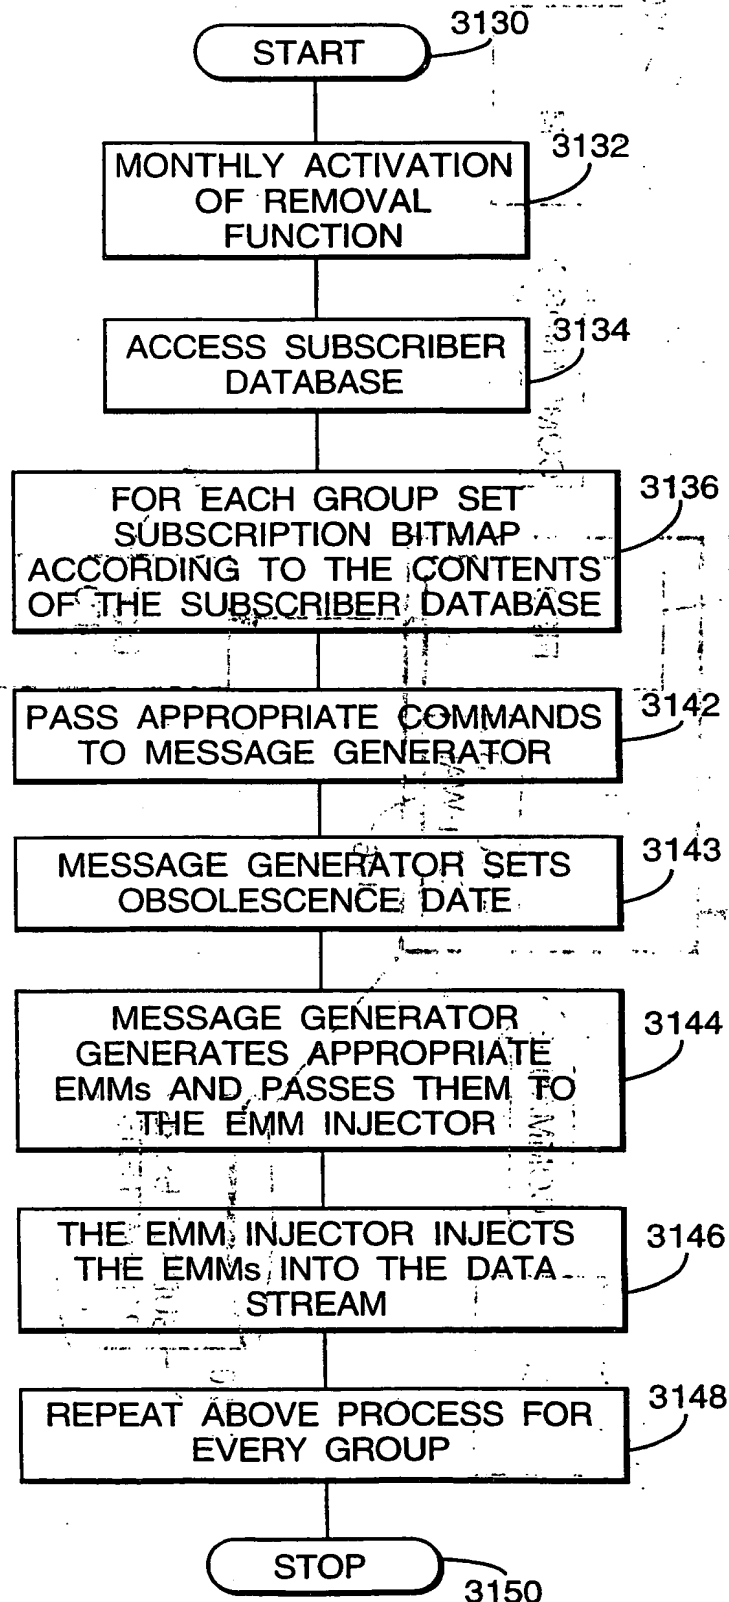 START
3130
MONTHLY ACTIVATION
OF REMOVAL
FUNCTION
3132
ACCESS SUBSCRIBER
DATABASE
3134
FOR EACH GROUP SET
SUBSCRIPTION BITMAP
ACCORDING TO THE CONTENTS
OF THE SUBSCRIBER DATABASE
3136
PASS APPROPRIATE COMMANDS
TO MESSAGE GENERATOR
3142
MESSAGE GENERATOR SETS
OBSOLESCENCE DATE
3143
MESSAGE GENERATOR
GENERATES APPROPRIATE
EMMs AND PASSES THEM TO
THE EMM INJECTOR
3144
THE EMM INJECTOR INJECTS
THE EMMs INTO THE DATA
STREAM
3146
REPEAT ABOVE PROCESS FOR
EVERY GROUP
3148
STOP
3150